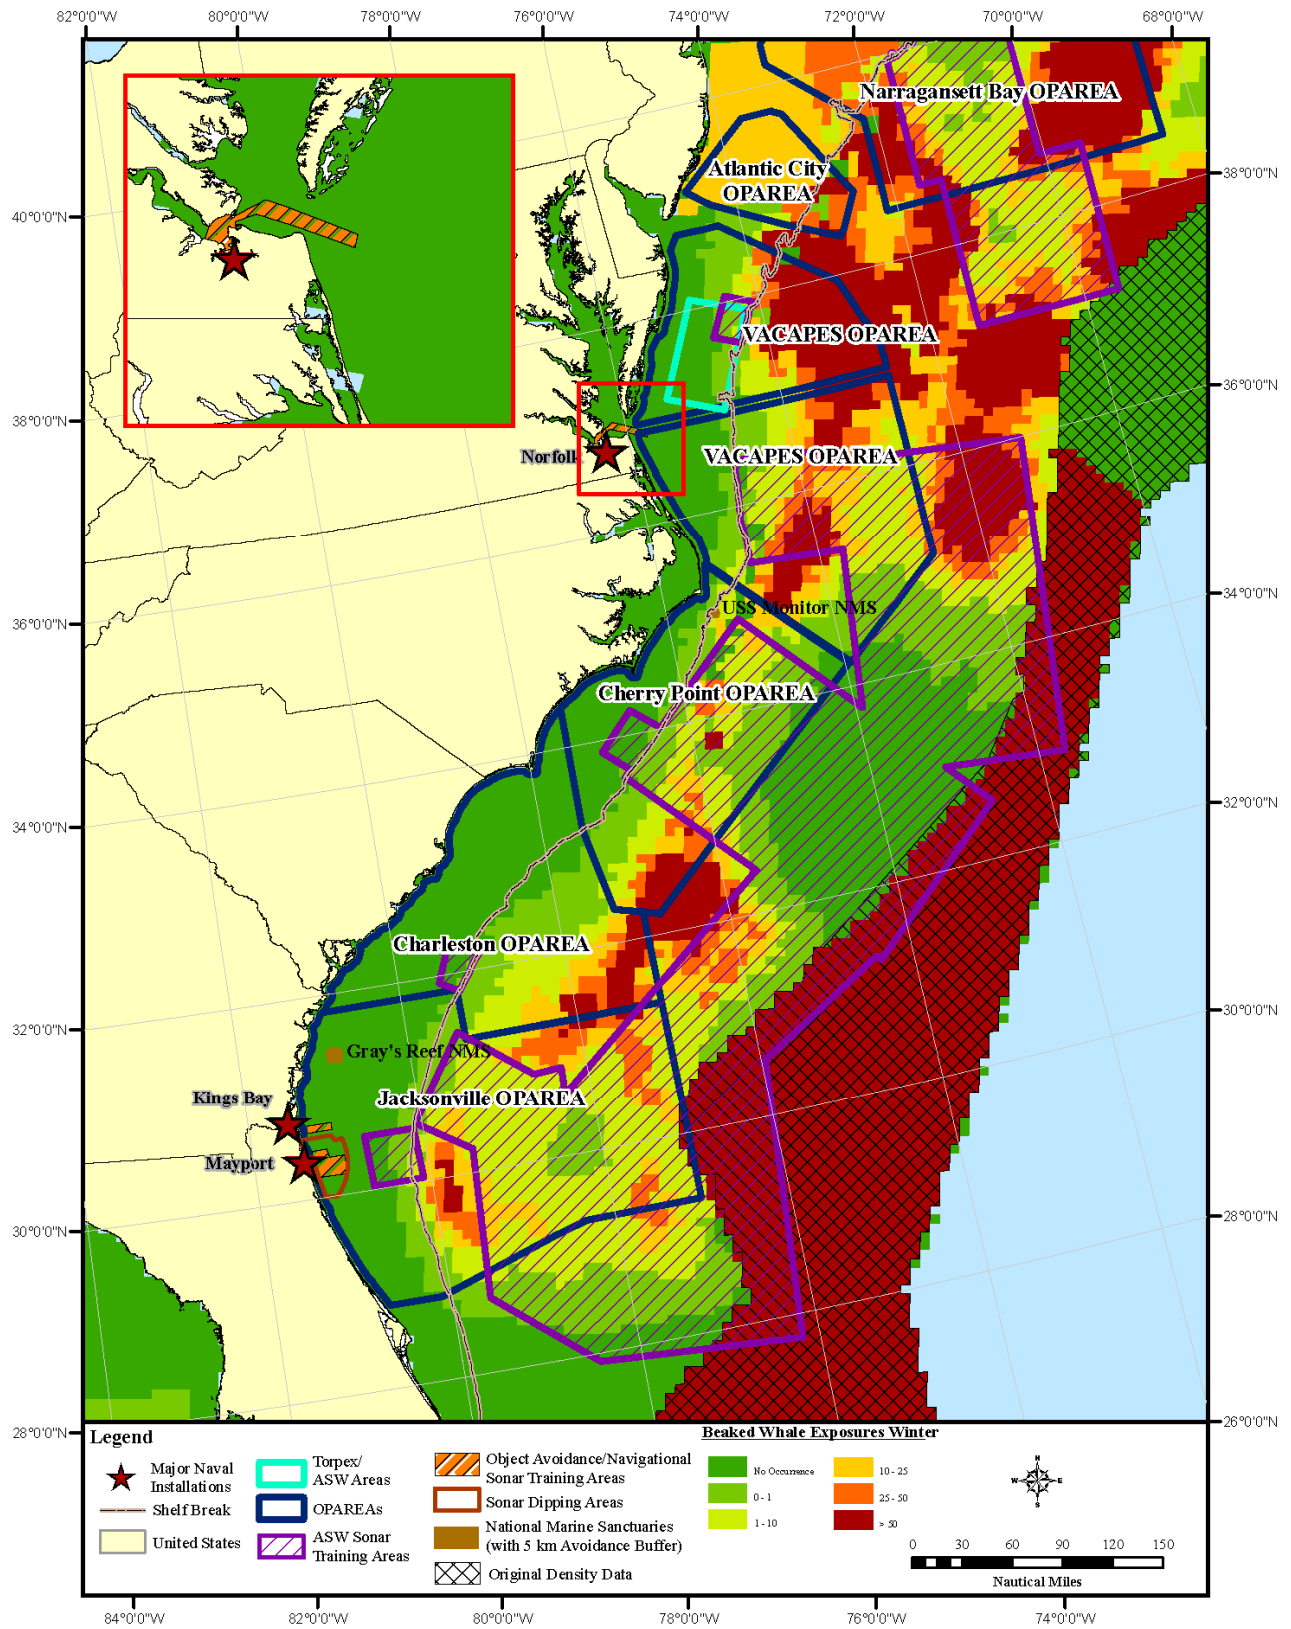 82°0'0"W 80°0'0"W 78°0'0"W 76°0'0"W 74°0'0"W 72°0'0"W 70°0'0"W 68°0'0"W
Narragansett Bay OPAREA
Atlantic City
OPAREA
38°0'0"N
40°0'0"N
VACAPES OPAREA
36°0'0"N
38°0'0"N
Norfolk
VACAPES OPAREA
34°0'0"N
USS Monitor NMS
36°0'0"N
Cherry Point OPAREA
32°0'0"N
34°0'0"N
Charleston OPAREA
30°0'0"N
32°0'0"N
Gray's Reef NMS
Kings Bay
Jacksonville OPAREA
Mayport
28°0'0"N
30°0'0"N
26°0'0"N
28°0'0"N
Legend
Major Naval
Installations
Shelf Break
United States
Torpex/
ASW Areas
OPAREAs
ASW Sonar
Training Areas
Object Avoidance/Navigational
Sonar Training Areas
Sonar Dipping Areas
National Marine Sanctuaries
(with 5 km Avoidance Buffer)
Original Density Data
Beaked Whale Exposures Winter
No Occurrence
0 - 1
1 - 10
10 - 25
25 - 50
> 50
N
W E
S
0 30 60 90 120 150
Nautical Miles
84°0'0"W 82°0'0"W 80°0'0"W 78°0'0"W 76°0'0"W 74°0'0"W